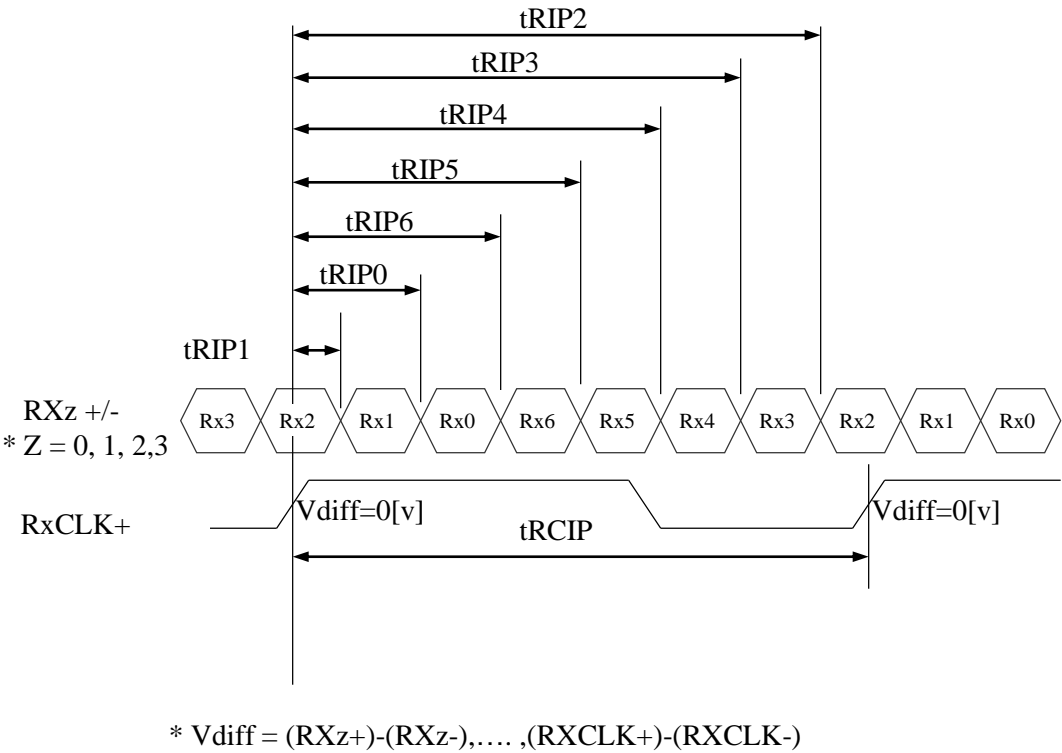 tRIP2
tRIP3
tRIP4
tRIP5
tRIP6
tRIP0
tRIP1
RXz +/-
* Z = 0, 1, 2,3
Rx3 Rx2 Rx1 Rx0 Rx6 Rx5 Rx4 Rx3 Rx2 Rx1 Rx0
RxCLK+
Vdiff=0[v] Vdiff=0[v]
tRCIP
* Vdiff = (RXz+)-(RXz-),…. ,(RXCLK+)-(RXCLK-)